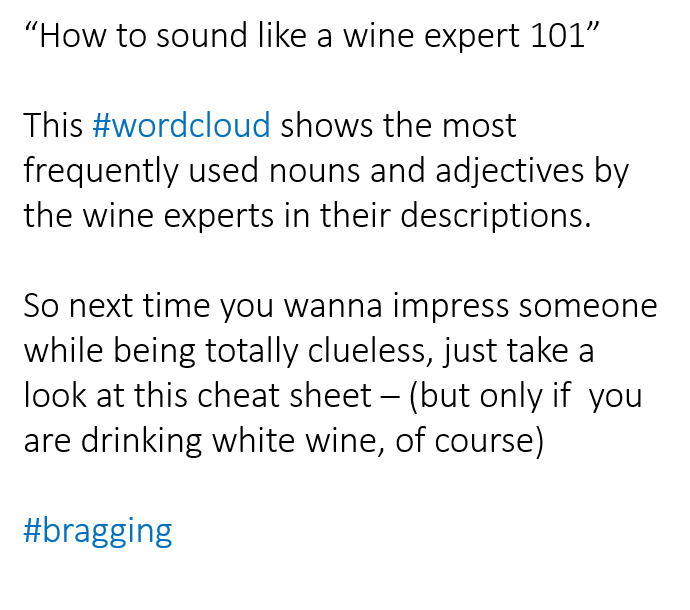 “How to sound like a wine expert 101”
This #wordcloud shows the most
frequently used nouns and adjectives by
the wine experts in their descriptions.
So next time you wanna impress someone
while being totally clueless, just take a
look at this cheat sheet – (but only if  you
are drinking white wine, of course)
#bragging